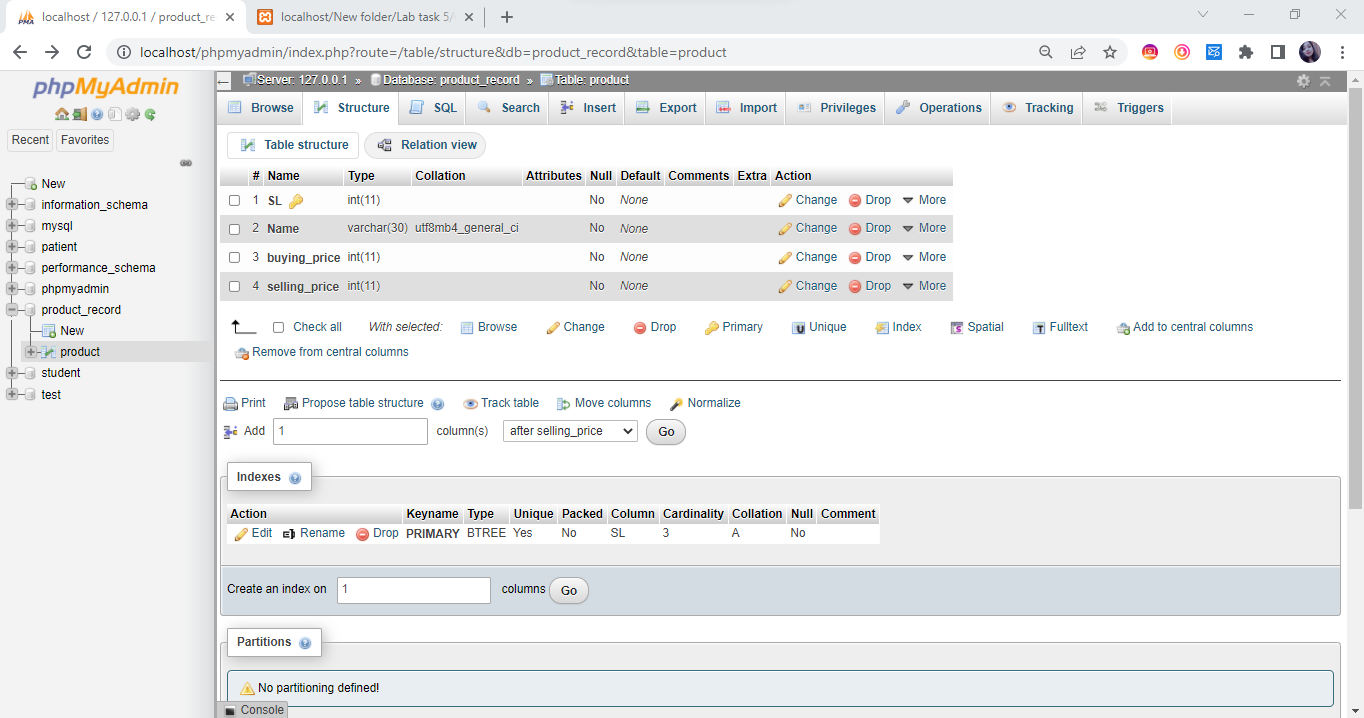 localhost / 127.0.0.1 / product_re
localhost/New folder/Lab task 5/
localhost/phpmyadmin/index.php?route=/table/structure&db=product_record&table=product
phpMyAdmin
Recent Favorites
New
information_schema
mysql
patient
performance_schema
phpmyadmin
product_record
New
product
student
test
Server: 127.0.0.1 » Database: product_record » Table: product
Browse Structure SQL Search Insert Export Import Privileges Operations Tracking Triggers
Table structure Relation view
# Name Type Collation Attributes Null Default Comments Extra Action
1 SL int(11) No None Change Drop More
2 Name varchar(30) utf8mb4_general_ci No None Change Drop More
3 buying_price int(11) No None Change Drop More
4 selling_price int(11) No None Change Drop More
Check all With selected: Browse Change Drop Primary Unique Index Spatial Fulltext Add to central columns
Remove from central columns
Print Propose table structure Track table Move columns Normalize
Add 1 column(s) after selling_price Go
Indexes
Action Keyname Type Unique Packed Column Cardinality Collation Null Comment
Edit Rename Drop PRIMARY BTREE Yes No SL 3 A No
Create an index on 1 columns Go
Partitions
No partitioning defined!
Console